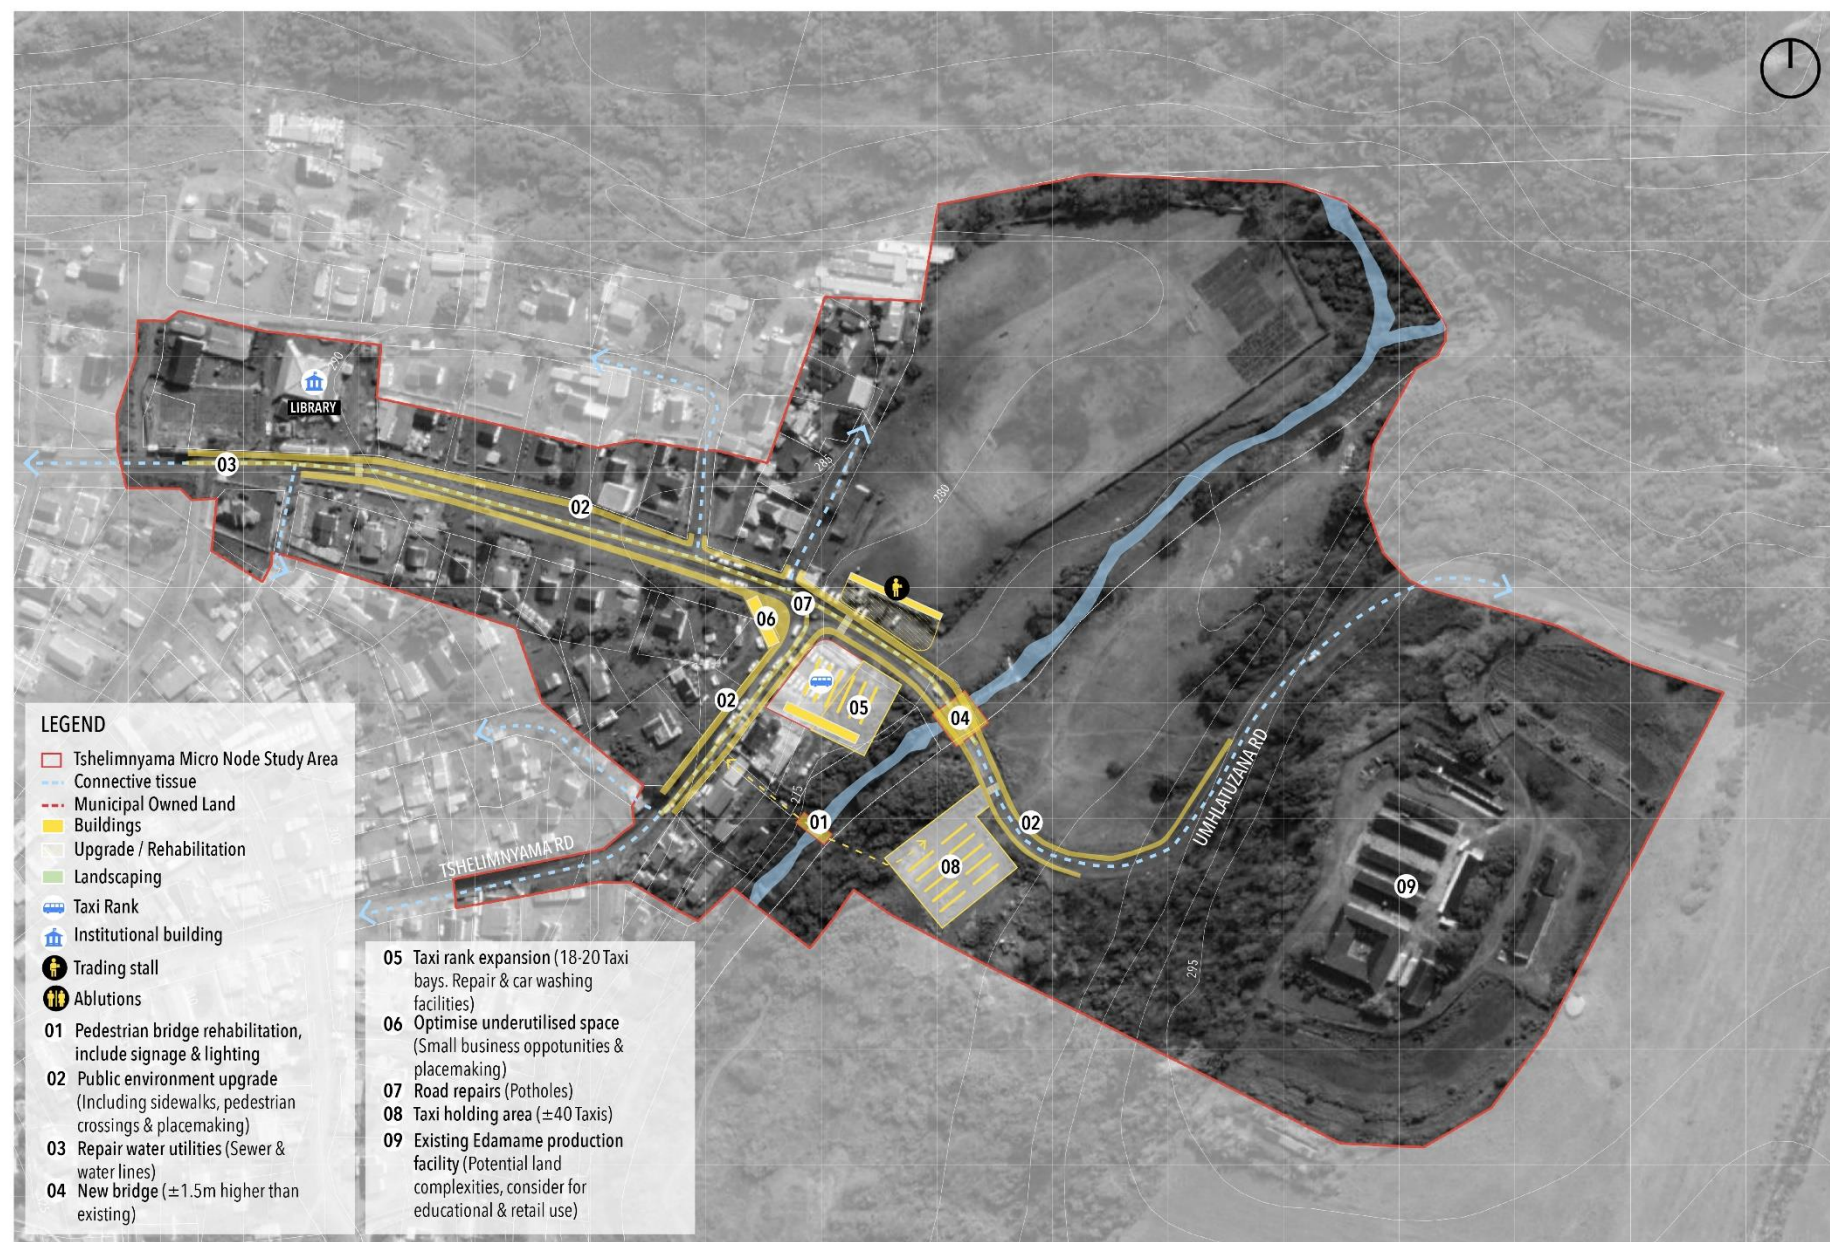 290
LIBRARY
03
02
285
280
07
06
02
05
04
275
01
02
UMHLATUZANA RD
08
09
TSHELIMNYAMA RD
295
LEGEND
Tshelimnyama Micro Node Study Area
Connective tissue
Municipal Owned Land
Buildings
Upgrade / Rehabilitation
Landscaping
Taxi Rank
Institutional building
Trading stall
Ablutions
01 Pedestrian bridge rehabilitation,
include signage & lighting
02 Public environment upgrade
(Including sidewalks, pedestrian
crossings & placemaking)
03 Repair water utilities (Sewer &
water lines)
04 New bridge (±1.5m higher than
existing)
05 Taxi rank expansion (18-20 Taxi
bays. Repair & car washing
facilities)
06 Optimise underutilised space
(Small business oppotunities &
placemaking)
07 Road repairs (Potholes)
08 Taxi holding area (±40 Taxis)
09 Existing Edamame production
facility (Potential land
complexities, consider for
educational & retail use)